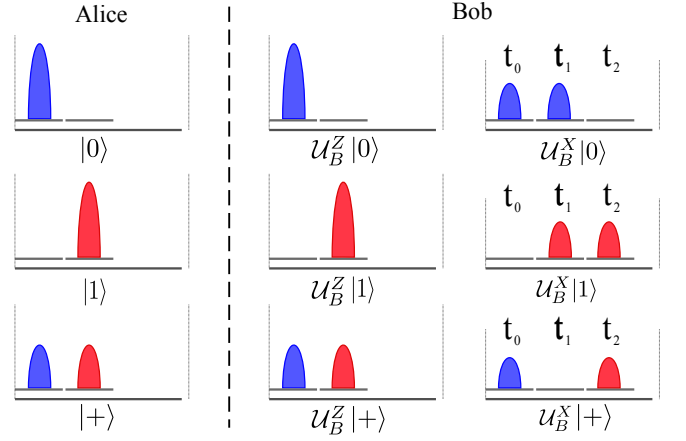 Alice
Bob
t₀ t₁ t₂
|0⟩
𝒰_B^Z |0⟩
𝒰_B^X |0⟩
t₀ t₁ t₂
|1⟩
𝒰_B^Z |1⟩
𝒰_B^X |1⟩
t₀ t₁ t₂
|+⟩
𝒰_B^Z |+⟩
𝒰_B^X |+⟩